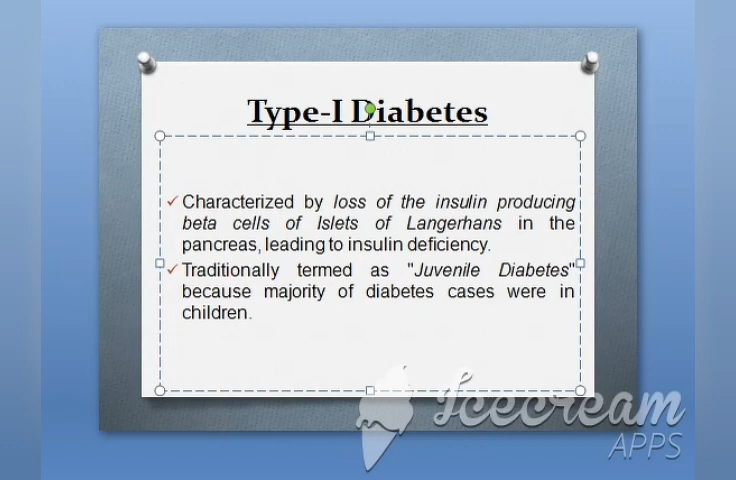 Type-I Diabetes
Characterized by loss of the insulin producing
beta cells of Islets of Langerhans in the
pancreas, leading to insulin deficiency.
Traditionally termed as "Juvenile Diabetes"
because majority of diabetes cases were in
children.
Icecream
APPS